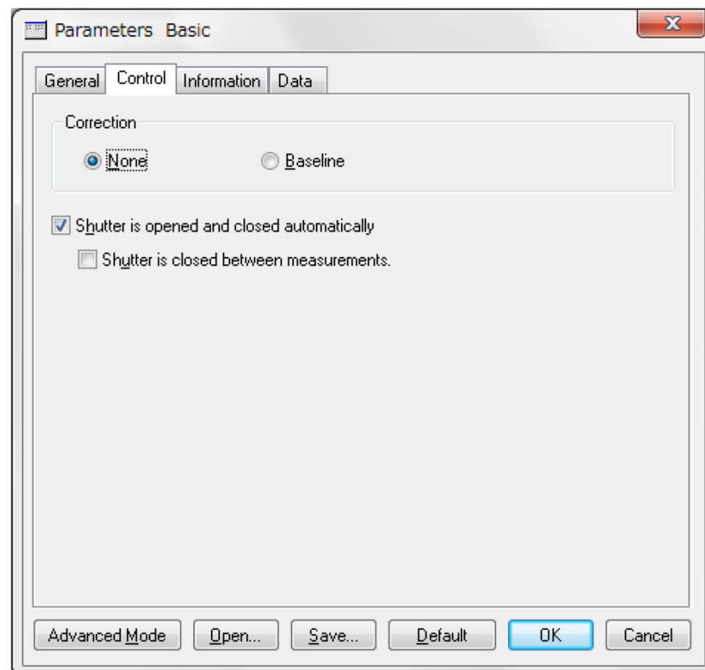 Parameters Basic
General Control Information Data
Correction
None Baseline
Shutter is opened and closed automatically
Shutter is closed between measurements.
Advanced Mode Open... Save... Default OK Cancel